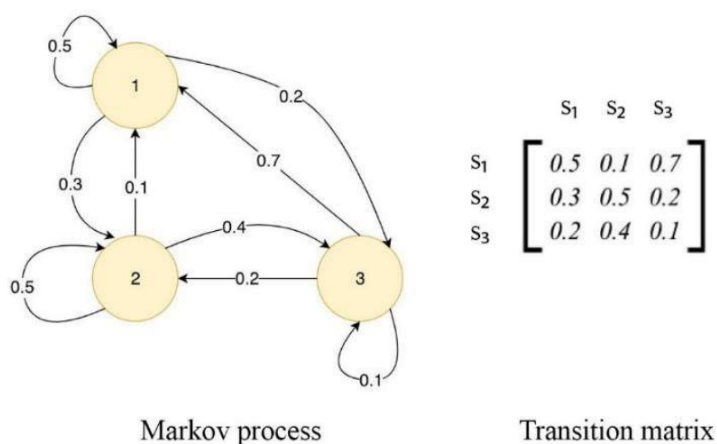 0.5
1
0.2
0.7
0.3
0.1
0.4
2
0.2
3
0.5
0.1
S1 S2 S3
S1 0.5 0.1 0.7
S2 0.3 0.5 0.2
S3 0.2 0.4 0.1
Markov process
Transition matrix